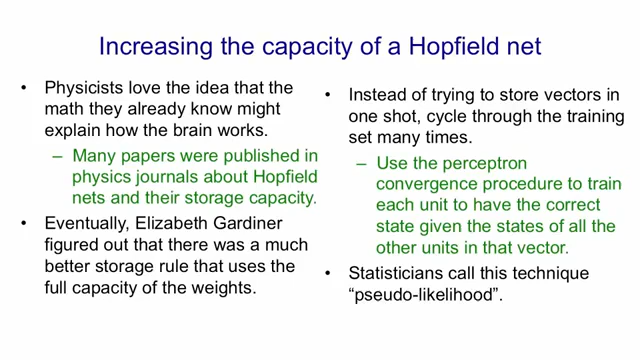 Increasing the capacity of a Hopfield net
• Physicists love the idea that the
math they already know might
explain how the brain works.
– Many papers were published in
physics journals about Hopfield
nets and their storage capacity.
• Eventually, Elizabeth Gardiner
figured out that there was a much
better storage rule that uses the
full capacity of the weights.
• Instead of trying to store vectors in
one shot, cycle through the training
set many times.
– Use the perceptron
convergence procedure to train
each unit to have the correct
state given the states of all the
other units in that vector.
• Statisticians call this technique
“pseudo-likelihood”.